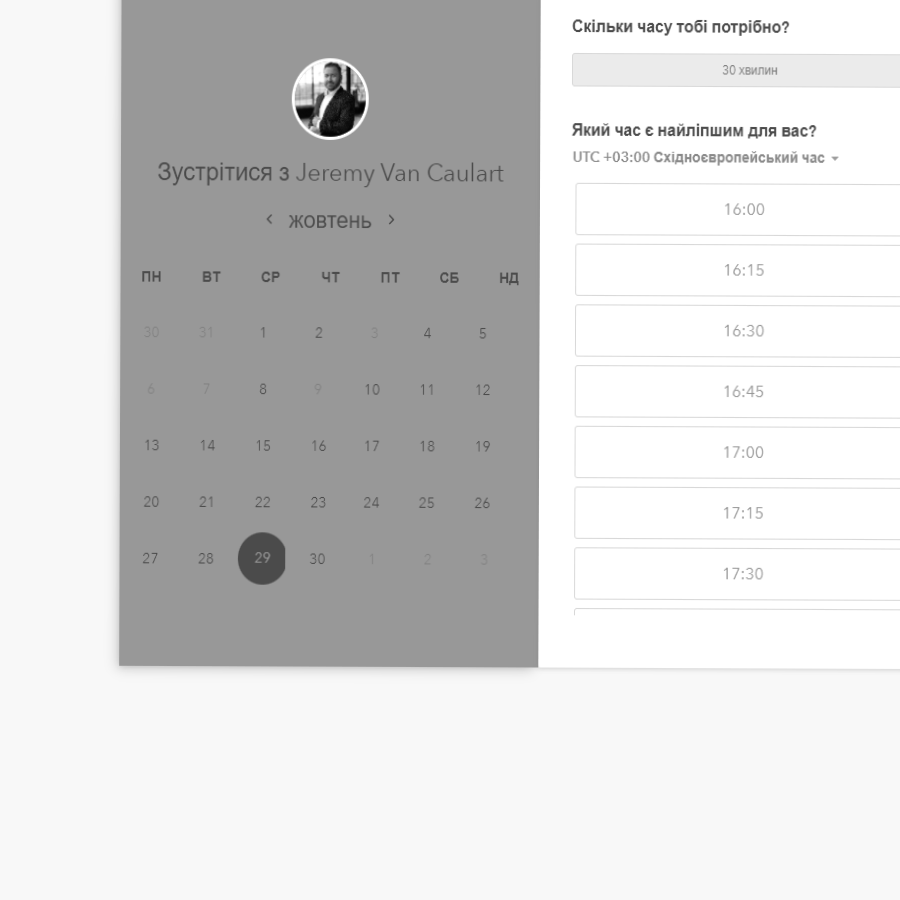 Зустрітися з Jeremy Van Caulart
‹ жовтень ›
ПН ВТ СР ЧТ ПТ СБ НД
30 31 1 2 3 4 5
6 7 8 9 10 11 12
13 14 15 16 17 18 19
20 21 22 23 24 25 26
27 28 29 30 1 2 3
Скільки часу тобі потрібно?
30 хвилин
Який час є найліпшим для вас?
UTC +03:00 Східноєвропейський час
16:00
16:15
16:30
16:45
17:00
17:15
17:30